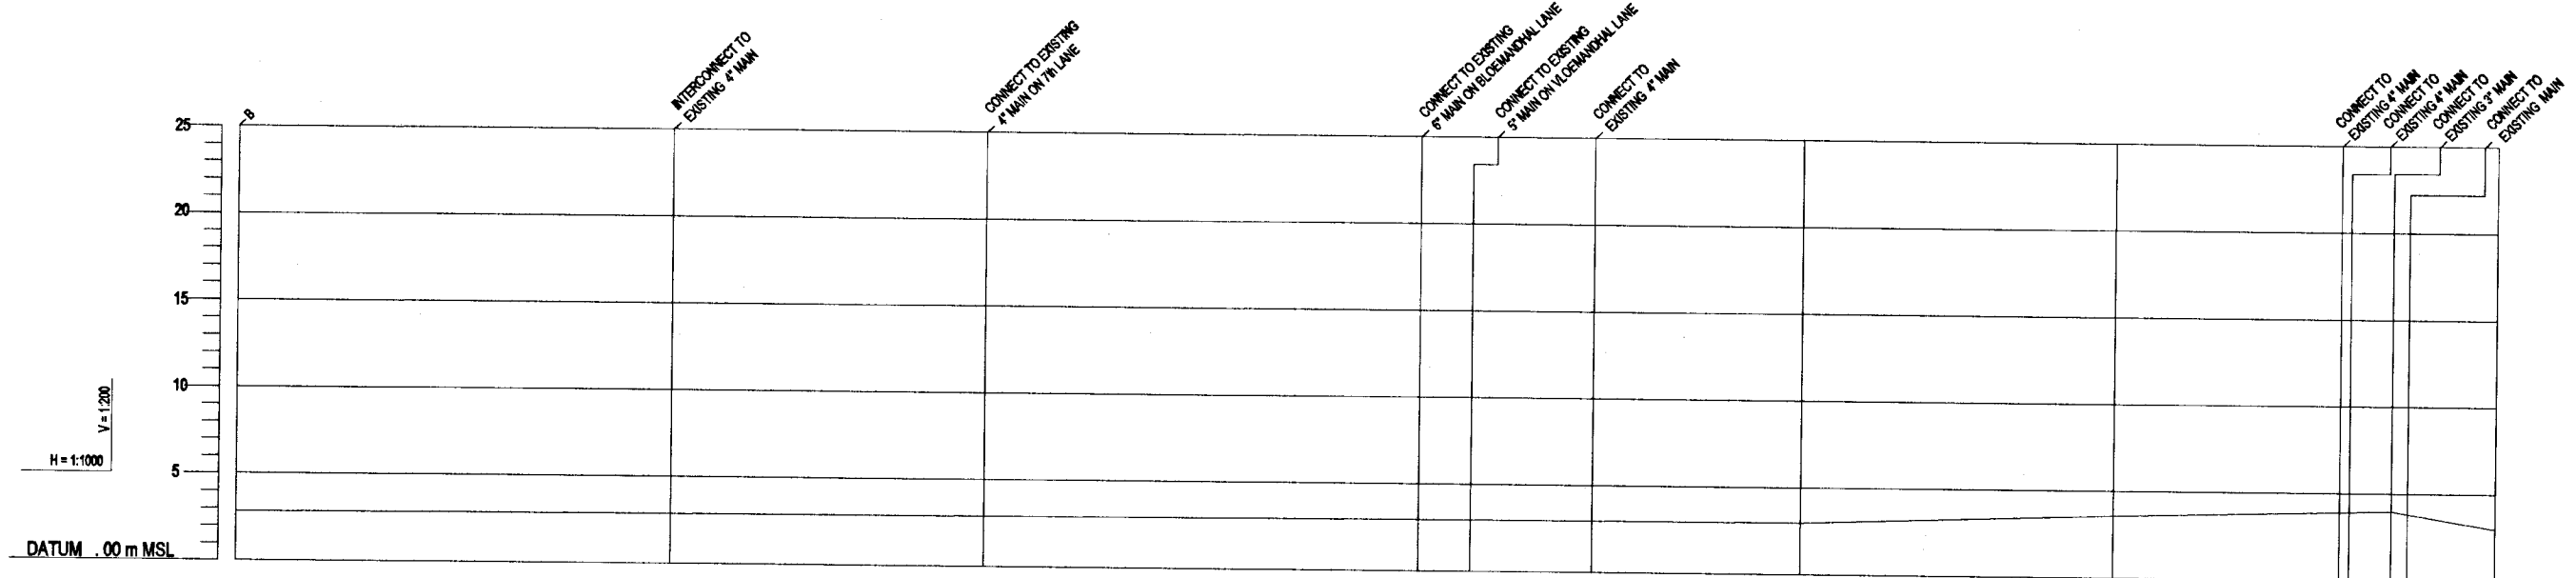 B
INTERCONNECT TO
EXISTING 4" MAIN
CONNECT TO EXISTING
4" MAIN ON 7th LANE
CONNECT TO EXISTING
6" MAIN ON BLOEMANDHAL LANE
CONNECT TO EXISTING
5" MAIN ON VLOEMANDHAL LANE
CONNECT TO
EXISTING 4" MAIN
CONNECT TO
EXISTING 4" MAIN
CONNECT TO
EXISTING 4" MAIN
CONNECT TO
EXISTING 3" MAIN
CONNECT TO
EXISTING MAIN
25
20
15
10
5
V = 1:200
H = 1:1000
DATUM .00 m MSL